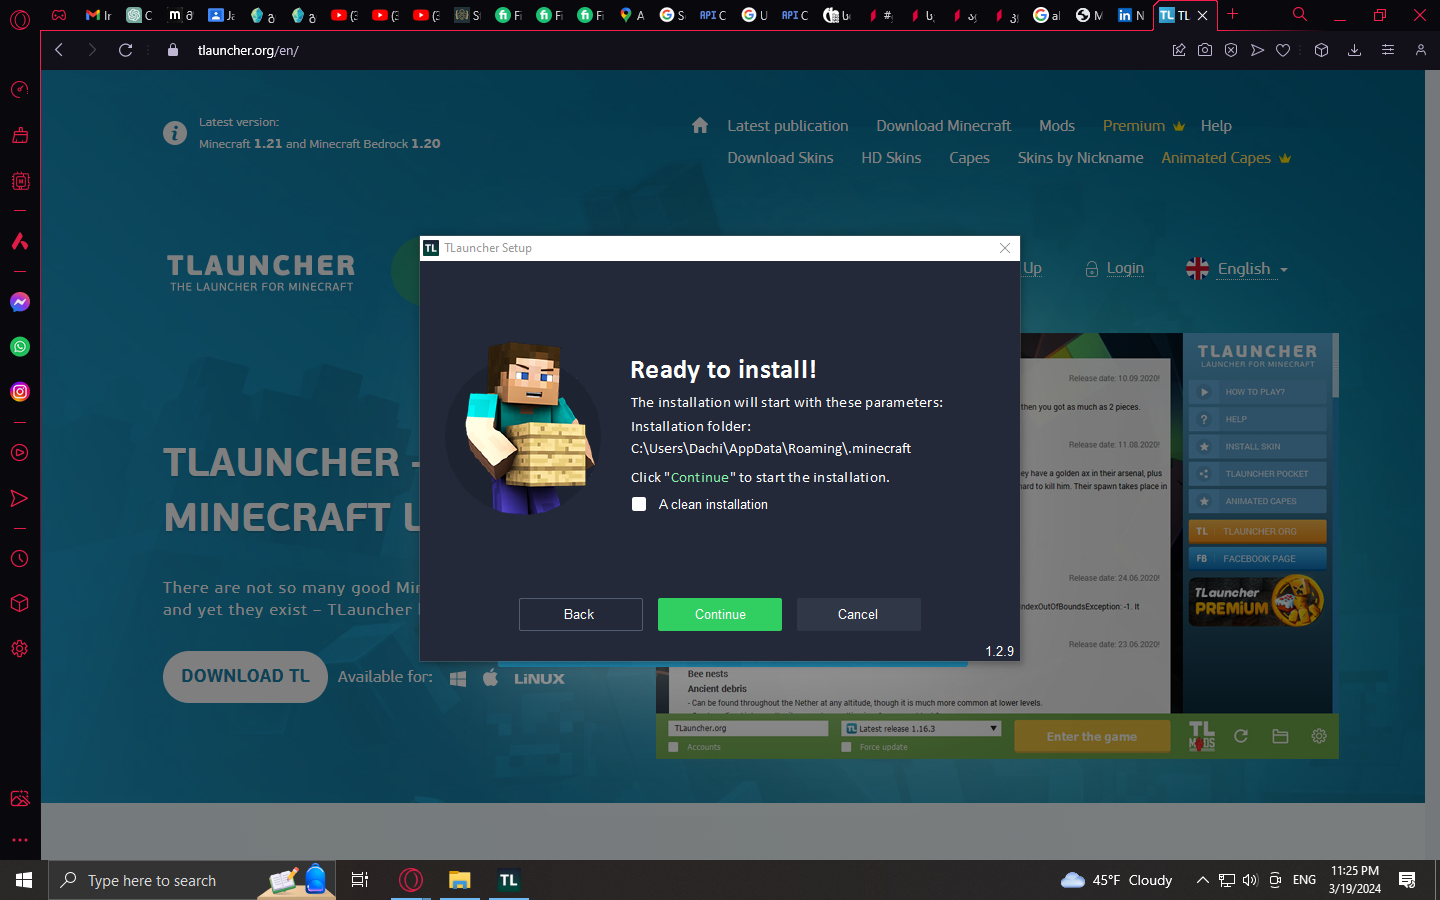 TL
tlauncher.org/en/
Latest version:
Minecraft 1.21 and Minecraft Bedrock 1.20
Latest publication
Download Minecraft
Mods
Premium
Help
Download Skins
HD Skins
Capes
Skins by Nickname
Animated Capes
TLAUNCHER
THE LAUNCHER FOR MINECRAFT
Up
Login
English
TL TLauncher Setup
Ready to install!
The installation will start with these parameters:
Installation folder:
C:\Users\Dachi\AppData\Roaming\.minecraft
Click "Continue" to start the installation.
A clean installation
Back
Continue
Cancel
1.2.9
TLAUNCHER -
MINECRAFT L
There are not so many good Mi
and yet they exist – TLauncher
DOWNLOAD TL
Available for:
LiNUX
Release date: 10.09.2020!
then you got as much as 2 pieces.
Release date: 11.08.2020!
ey have a golden ax in their arsenal, plus
ard to kill him. Their spawn takes place in
Release date: 24.06.2020!
IndexOutOfBoundsException: -1. It
Release date: 23.06.2020!
Bee nests
Ancient debris
- Can be found throughout the Nether at any altitude, though it is much more common at lower levels.
TLAUNCHER
LAUNCHER FOR MINECRAFT
HOW TO PLAY?
HELP
INSTALL SKIN
TLAUNCHER POCKET
ANIMATED CAPES
TL TLAUNCHER.ORG
FB FACEBOOK PAGE
TLauncher
PREMIUM
TLauncher.org
Latest release 1.16.3
Accounts
Force update
Enter the game
TL
MODS
Type here to search
TL
45°F Cloudy
ENG
11:25 PM
3/19/2024